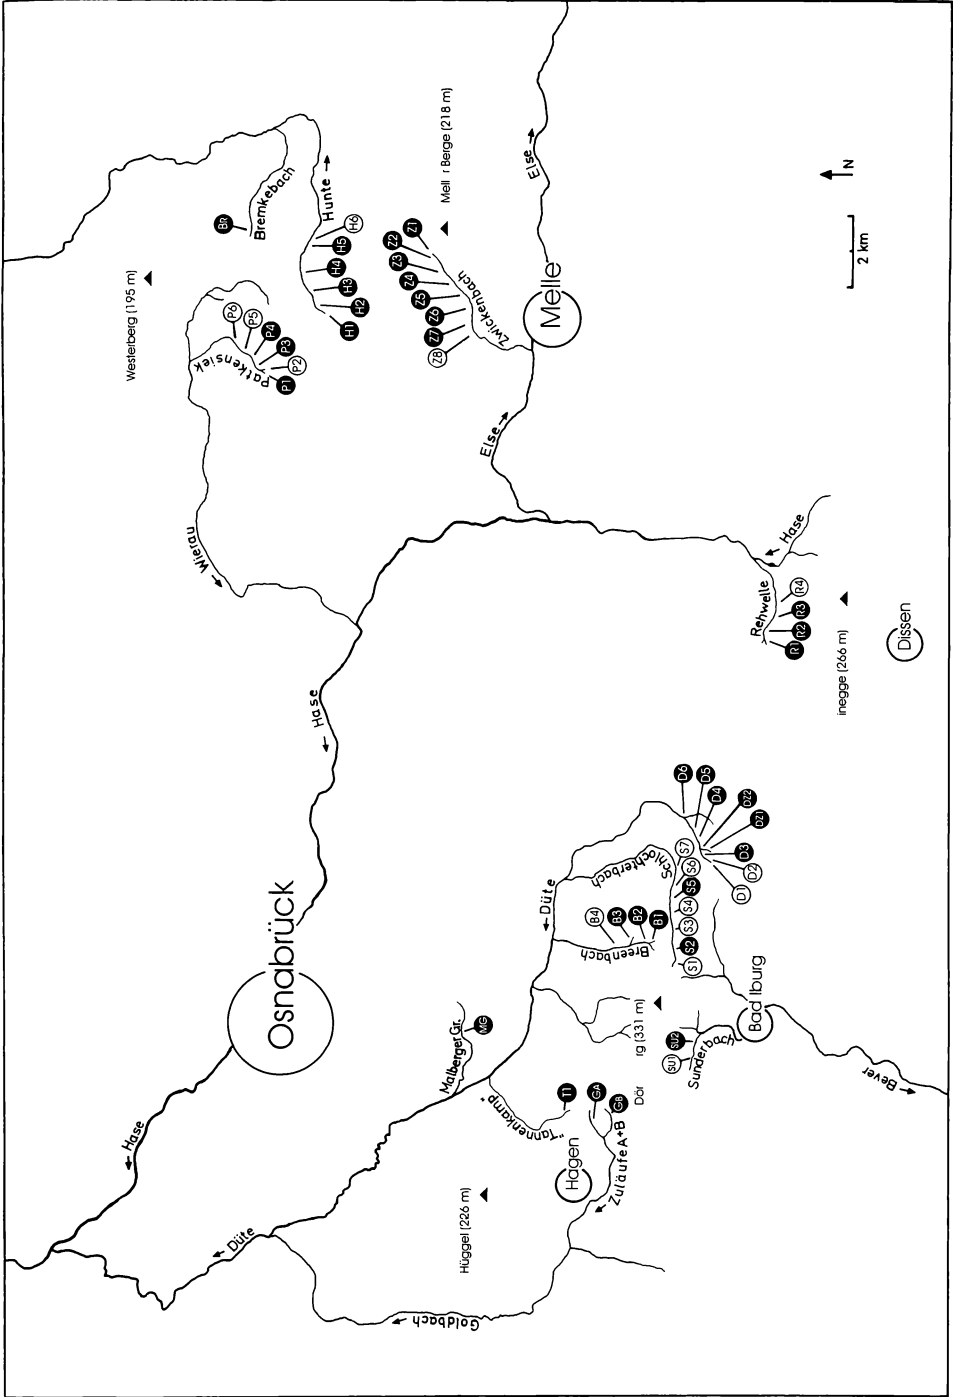 Bremkebach
BR
Hunte
H6
H5
H4
H3
H2
H1
Westerberg (195 m)
P6
P5
P4
P3
P2
P1
Patkensiek
Mell r Berge (218 m)
Z1
Z2
Z3
Z4
Z5
Z6
Z7
Z8
Zwickenbach
Else
Melle
N
2 km
Else
Wierau
Hase
Hase
Rehwelle
R4
R3
R2
R1
inegge (266 m)
Dissen
Osnabrück
Hase
Düte
Schlochterbach
D6
D5
D4
DZ2
DZ1
D3
D2
D1
S7
S6
S5
S4
S3
S2
S1
B4
B3
B2
B1
Breenbach
Malberger Gr.
MG
rg (331 m)
Dör
SU2
SU1
Sunderbach
Bad Iburg
Bever
"Tannenkamp"
T1
GA
GB
Zuläufe A+B
Hagen
Hüggel (226 m)
Düte
Goldbach